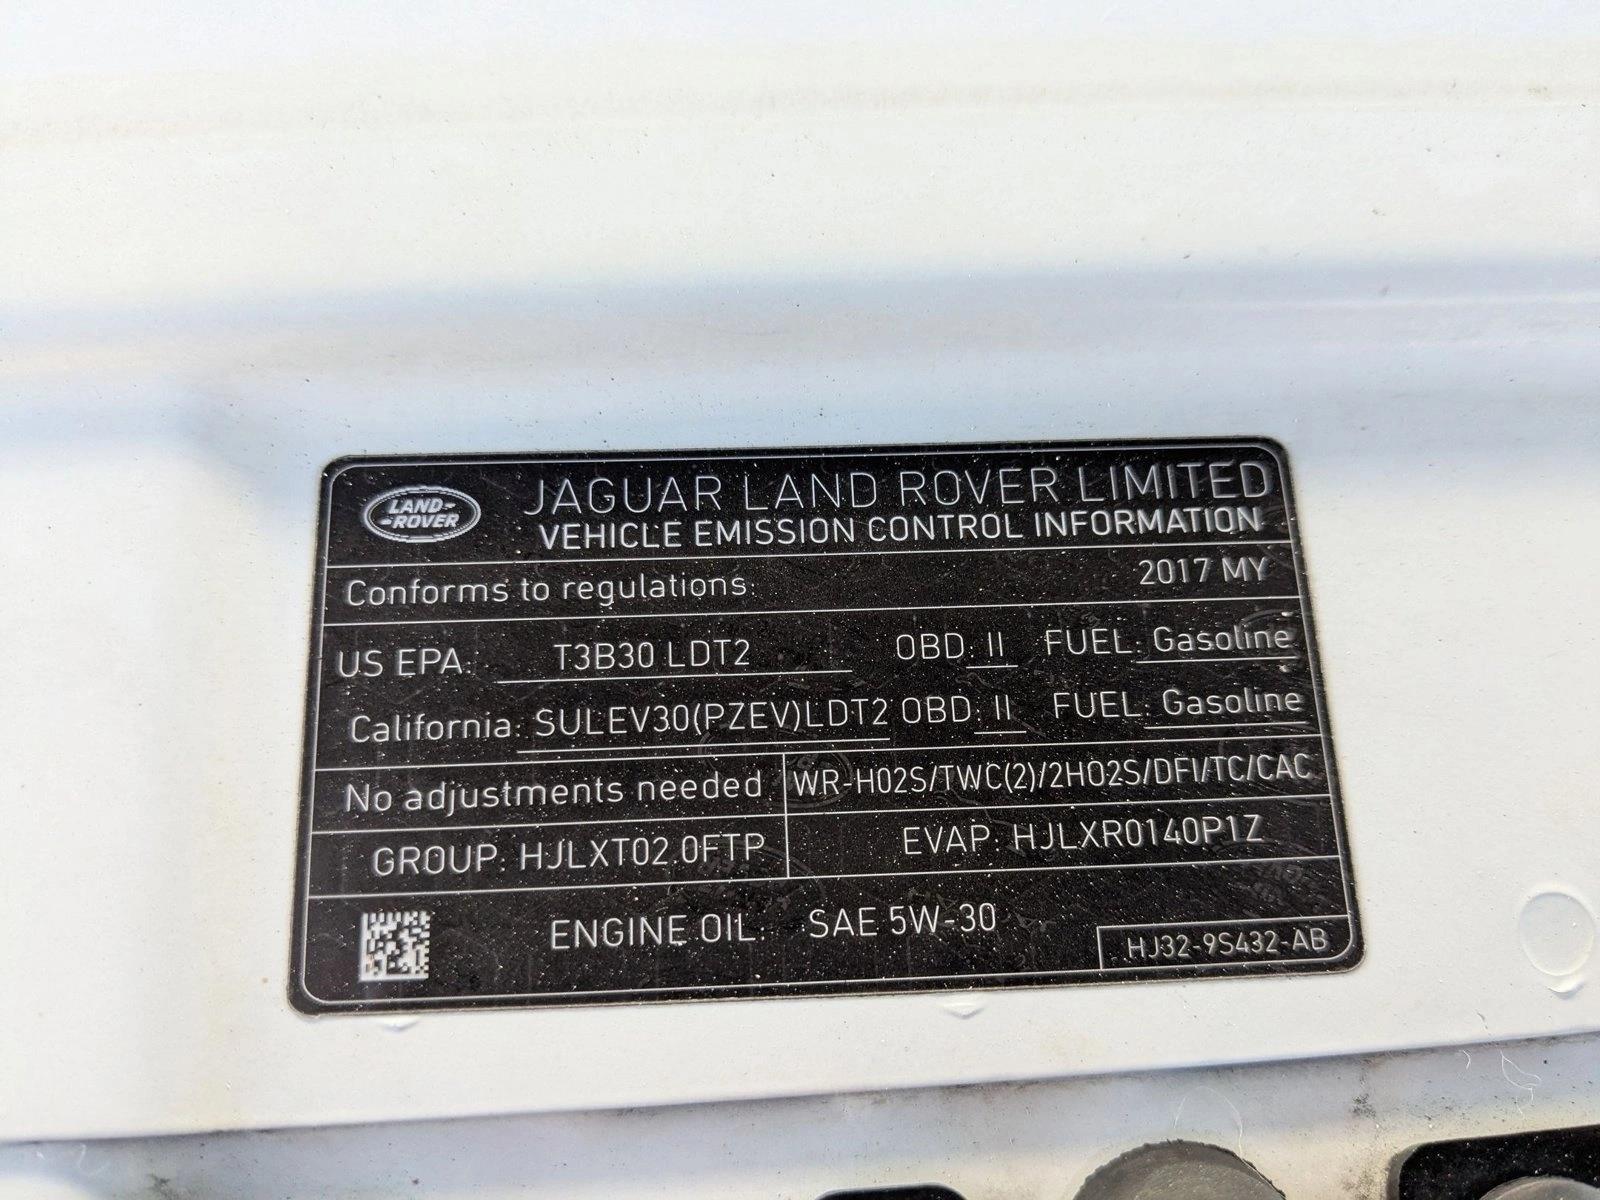 LAND-
-ROVER
JAGUAR LAND ROVER LIMITED
VEHICLE EMISSION CONTROL INFORMATION
Conforms to regulations: 2017 MY
US EPA: T3B30 LDT2 OBD: II FUEL: Gasoline
California: SULEV30(PZEV)LDT2 OBD: II FUEL: Gasoline
No adjustments needed WR-HO2S/TWC(2)/2HO2S/DFI/TC/CAC
GROUP: HJLXT02.0FTP EVAP: HJLXR0140P1Z
ENGINE OIL: SAE 5W-30
HJ32-9S432-AB